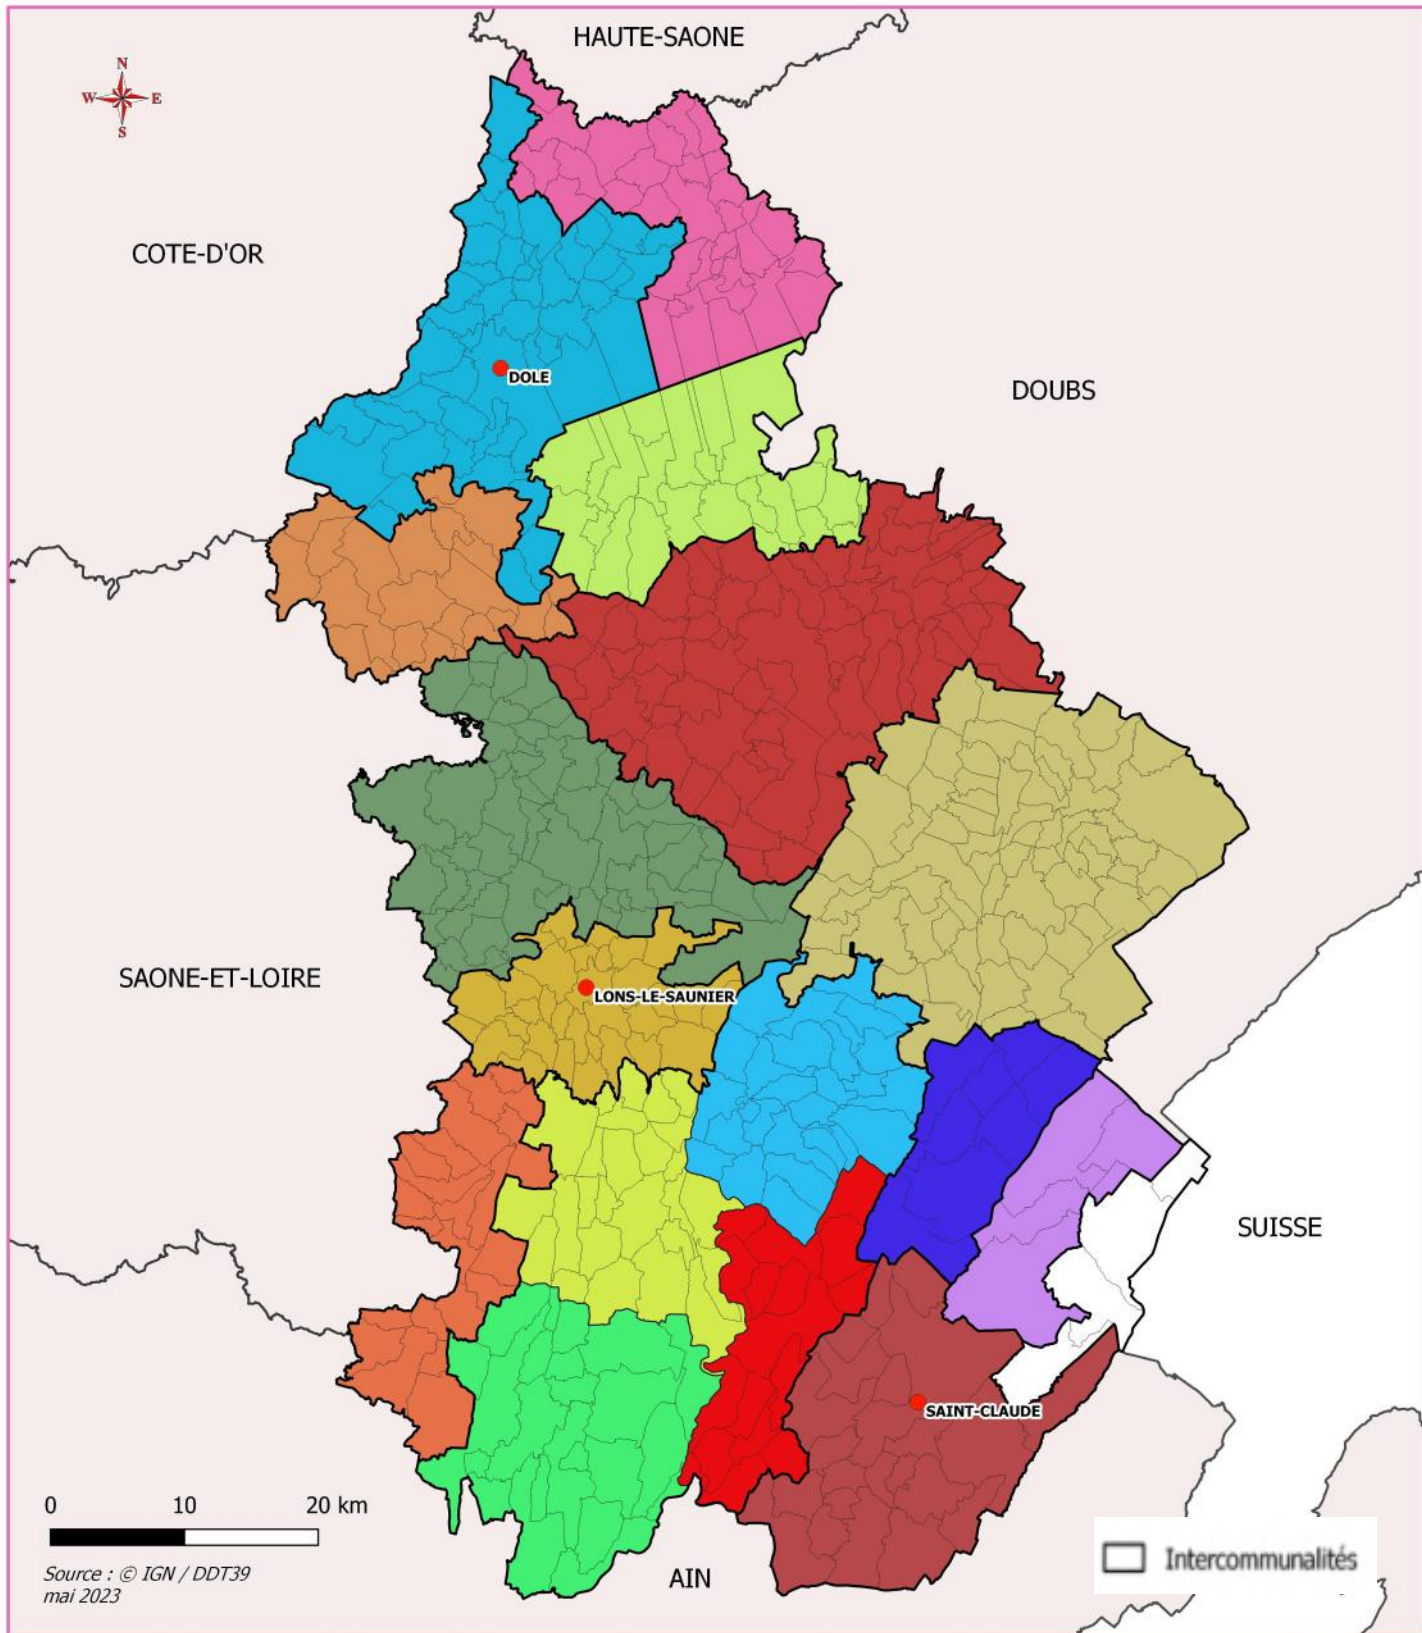 HAUTE-SAONE
N
W E
S
COTE-D'OR
DOLE
DOUBS
SAONE-ET-LOIRE
LONS-LE-SAUNIER
SUISSE
SAINT-CLAUDE
0 10 20 km
Source : © IGN / DDT39
mai 2023
AIN
Intercommunalités